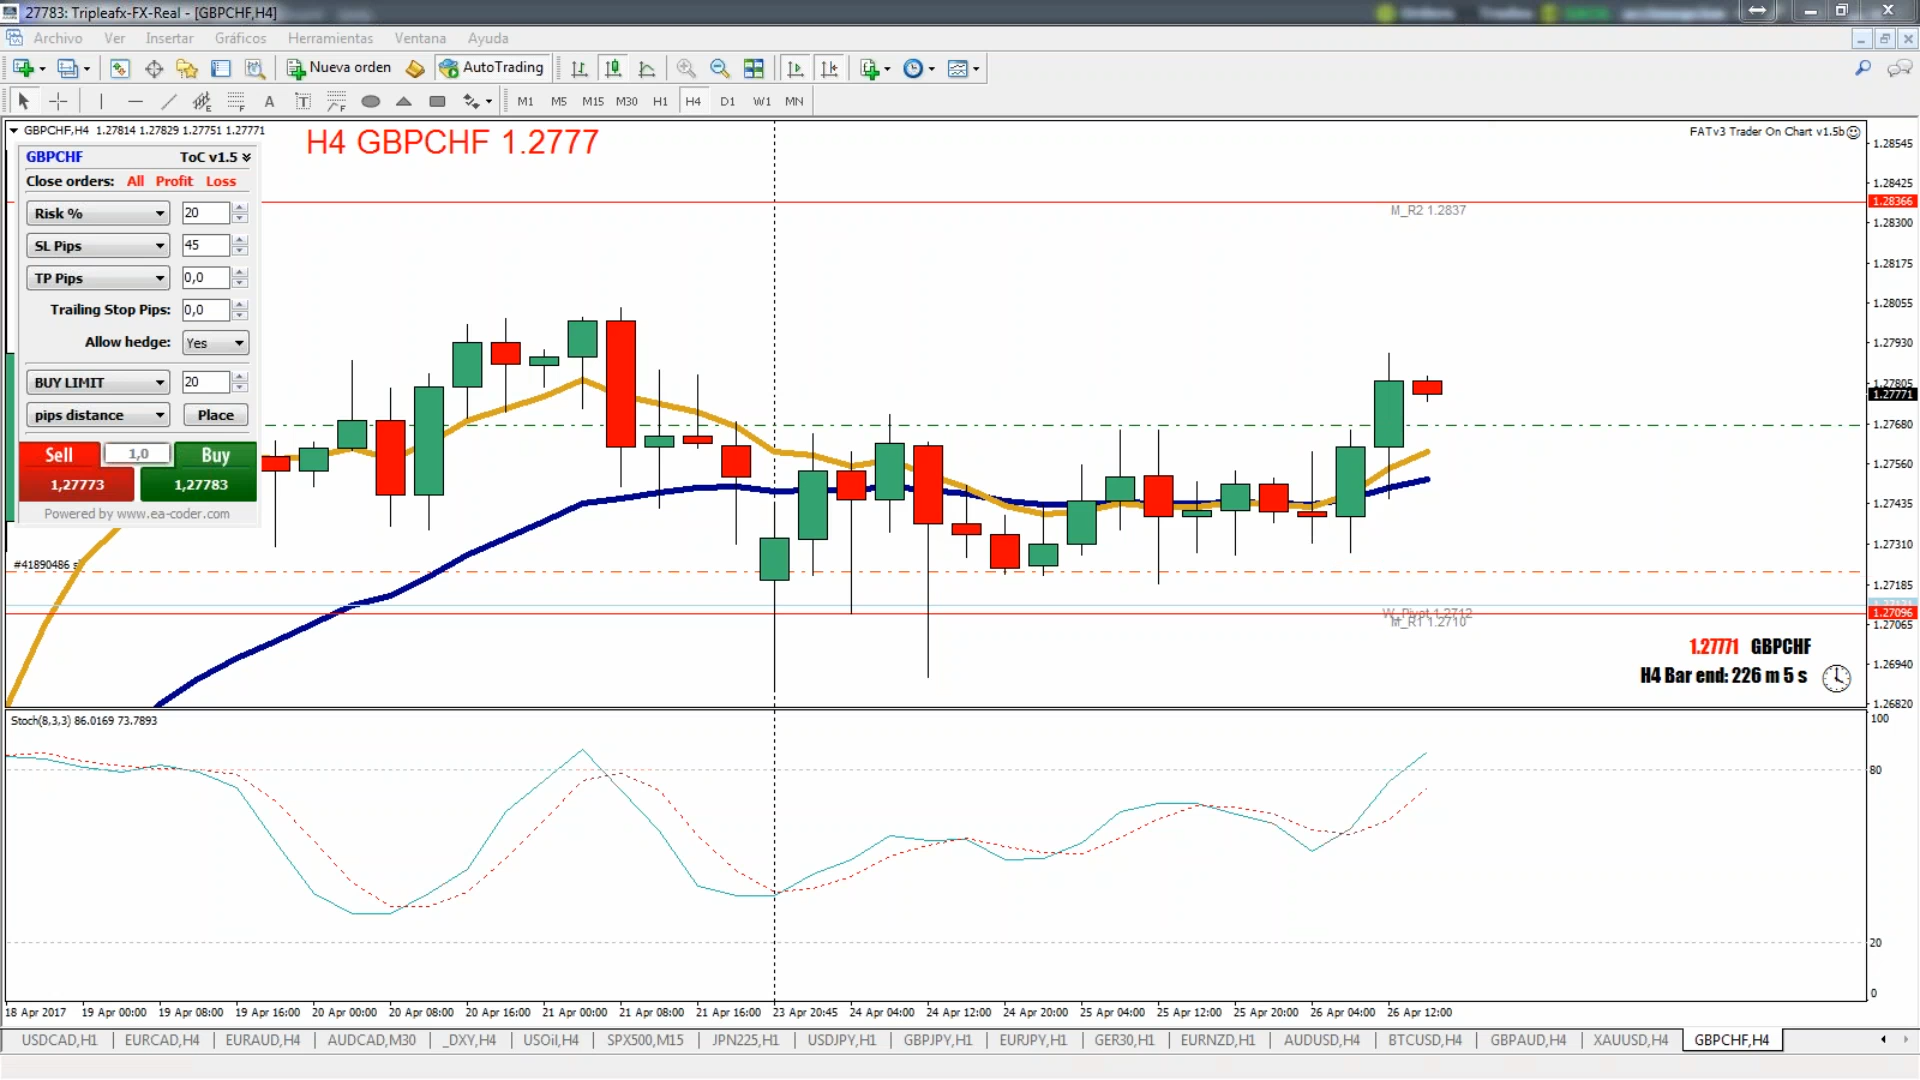 27783: Tripleafx-FX-Real - [GBPCHF,H4]
Archivo Ver Insertar Gráficos Herramientas Ventana Ayuda
Nueva orden AutoTrading
A T M1 M5 M15 M30 H1 H4 D1 W1 MN
GBPCHF,H4 1.27814 1.27829 1.27751 1.27771
FATv3 Trader On Chart v1.5b
H4 GBPCHF 1.2777
GBPCHF ToC v1.5
Close orders: All Profit Loss
Risk % 20
SL Pips 45
TP Pips 0,0
Trailing Stop Pips: 0,0
Allow hedge: Yes
BUY LIMIT 20
pips distance Place
Sell 1,0 Buy
1,27773 1,27783
Powered by www.ea-coder.com
#41890486 s
M_R2 1.2837
W_Pivot 1.2712
M_R1 1.2710
1.27771 GBPCHF
H4 Bar end: 226 m 5 s
1.28545
1.28425
1.28366
1.28300
1.28175
1.28055
1.27930
1.27805
1.27771
1.27680
1.27560
1.27435
1.27310
1.27185
1.27096
1.27065
1.26940
1.26820
Stoch(8,3,3) 86.0169 73.7893
100
80
20
0
18 Apr 2017 19 Apr 00:00 19 Apr 08:00 19 Apr 16:00 20 Apr 00:00 20 Apr 08:00 20 Apr 16:00 21 Apr 00:00 21 Apr 08:00 21 Apr 16:00 23 Apr 20:45 24 Apr 04:00 24 Apr 12:00 24 Apr 20:00 25 Apr 04:00 25 Apr 12:00 25 Apr 20:00 26 Apr 04:00 26 Apr 12:00
USDCAD,H1 EURCAD,H4 EURAUD,H4 AUDCAD,M30 _DXY,H4 USOil,H4 SPX500,M15 JPN225,H1 USDJPY,H1 GBPJPY,H1 EURJPY,H1 GER30,H1 EURNZD,H1 AUDUSD,H4 BTCUSD,H4 GBPAUD,H4 XAUUSD,H4 GBPCHF,H4